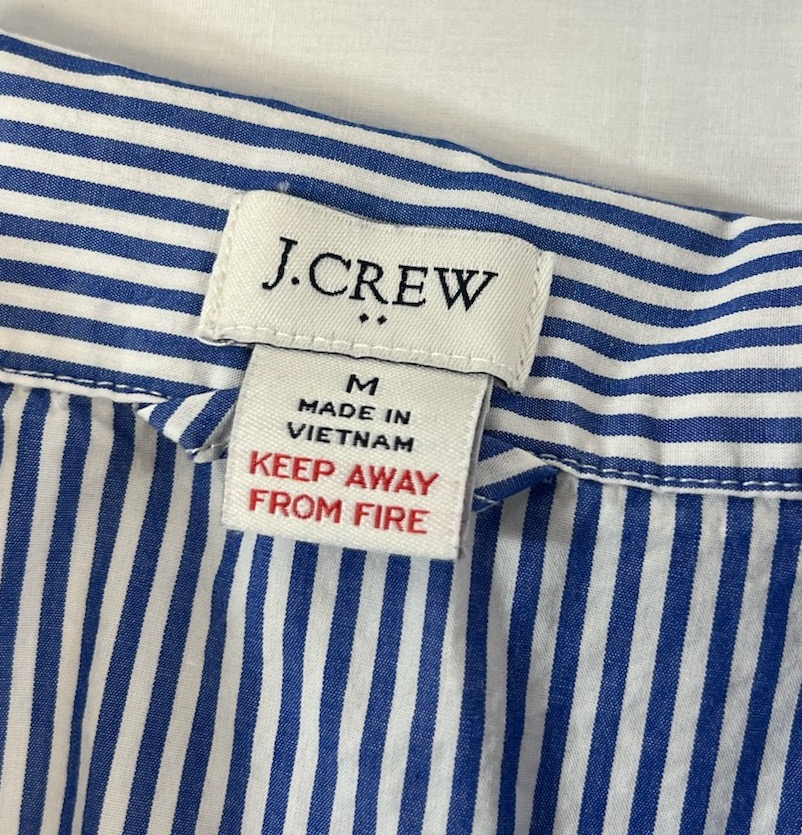 J.CREW
M
MADE IN
VIETNAM
KEEP AWAY
FROM FIRE